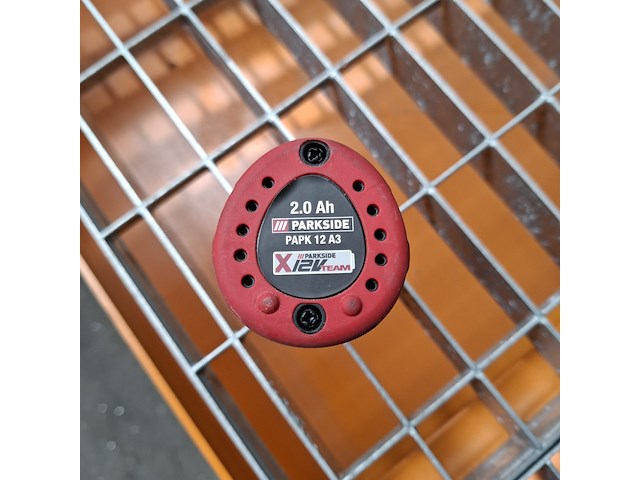 2.0 Ah
/// PARKSIDE
PAPK 12 A3
/// PARKSIDE
X12V TEAM